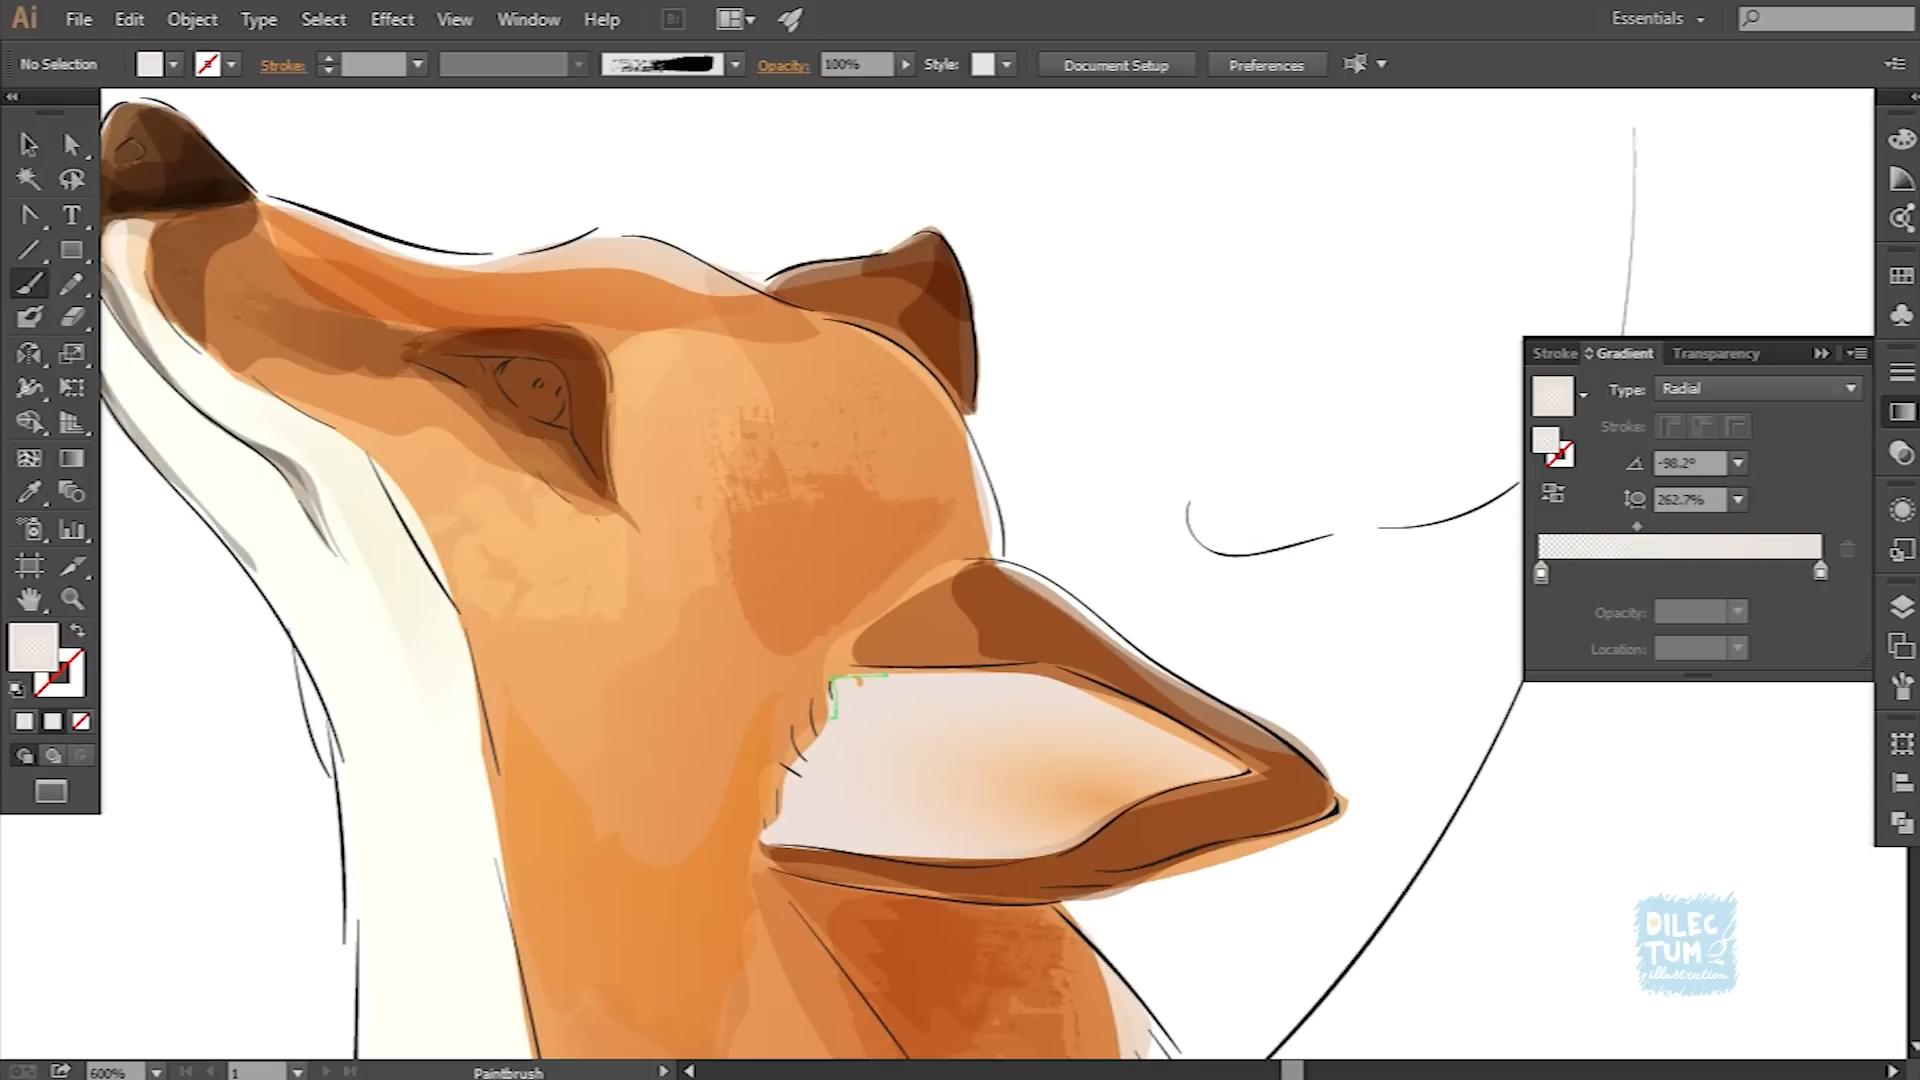 Ai File Edit Object Type Select Effect View Window Help Br Essentials
No Selection Stroke: Opacity: 100% Style: Document Setup Preferences
Stroke Gradient Transparency
Type: Radial
Stroke:
-98.2°
262.7%
Opacity:
Location:
T
DILEC
TUM
illustration
600% 1 Paintbrush